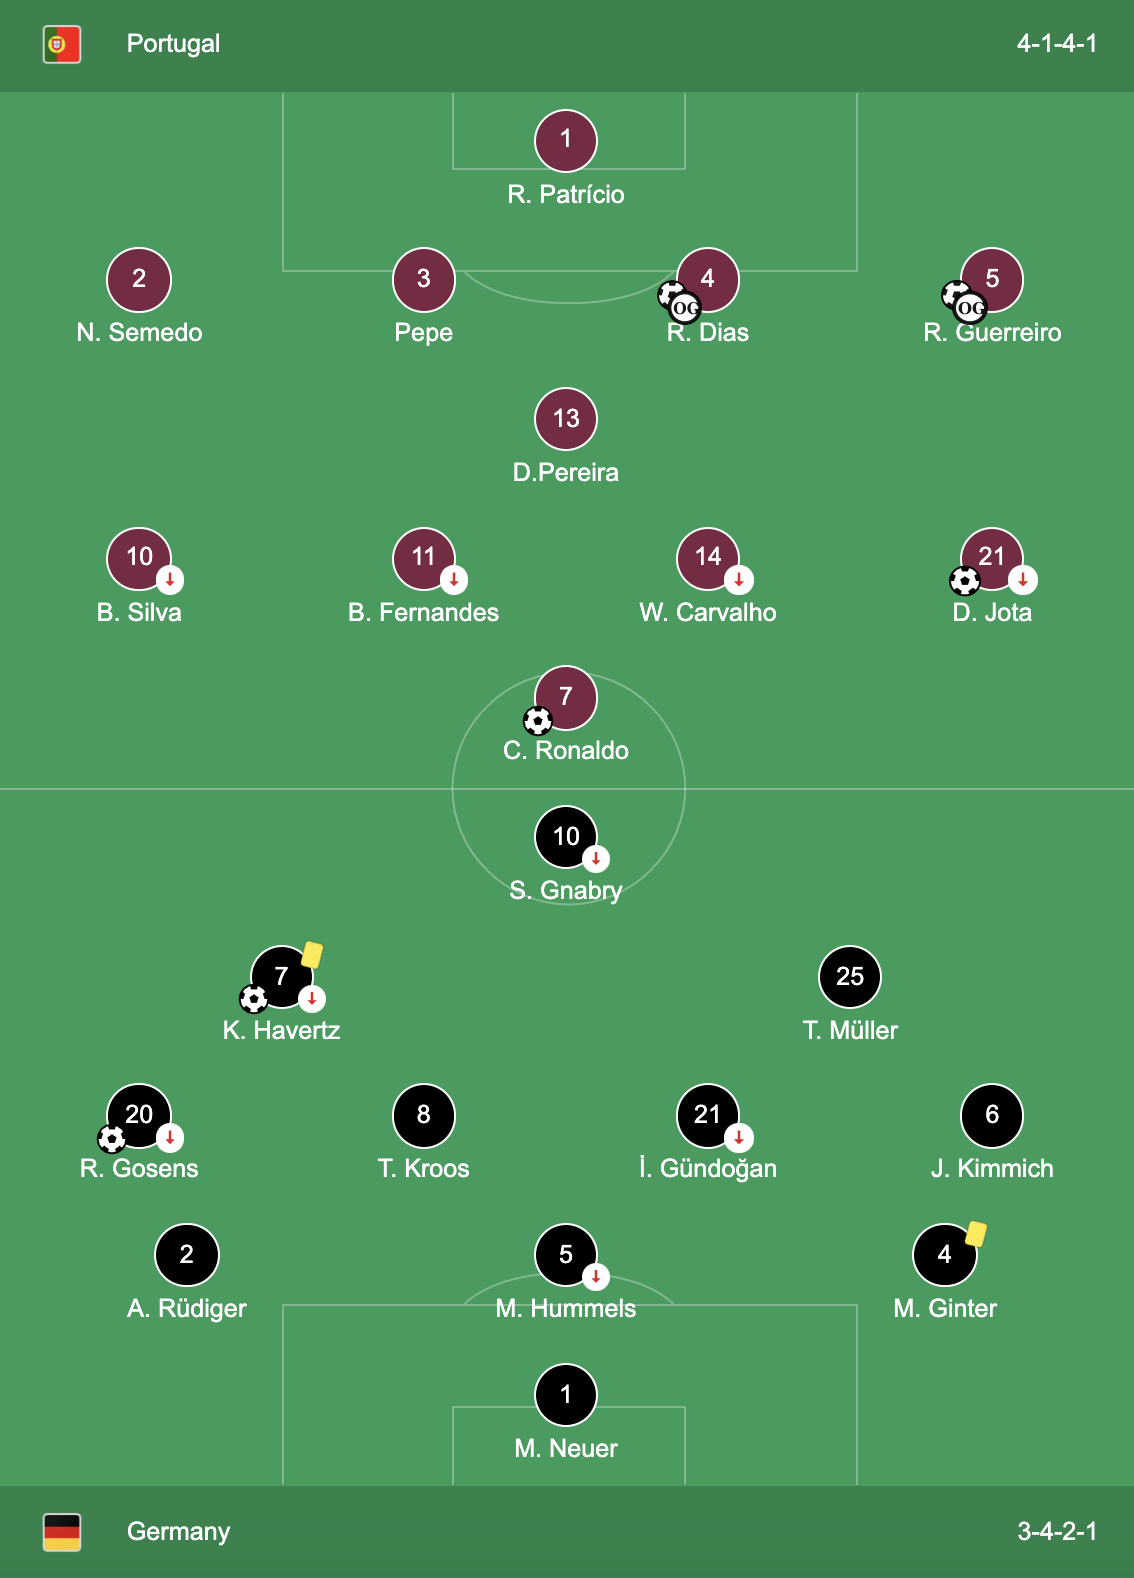 Portugal 4-1-4-1
1
R. Patrício
2 3 4 5
OG OG
N. Semedo Pepe R. Dias R. Guerreiro
13
D.Pereira
10 11 14 21
B. Silva B. Fernandes W. Carvalho D. Jota
7
C. Ronaldo
10
S. Gnabry
7 25
K. Havertz T. Müller
20 8 21 6
R. Gosens T. Kroos İ. Gündoğan J. Kimmich
2 5 4
A. Rüdiger M. Hummels M. Ginter
1
M. Neuer
Germany 3-4-2-1